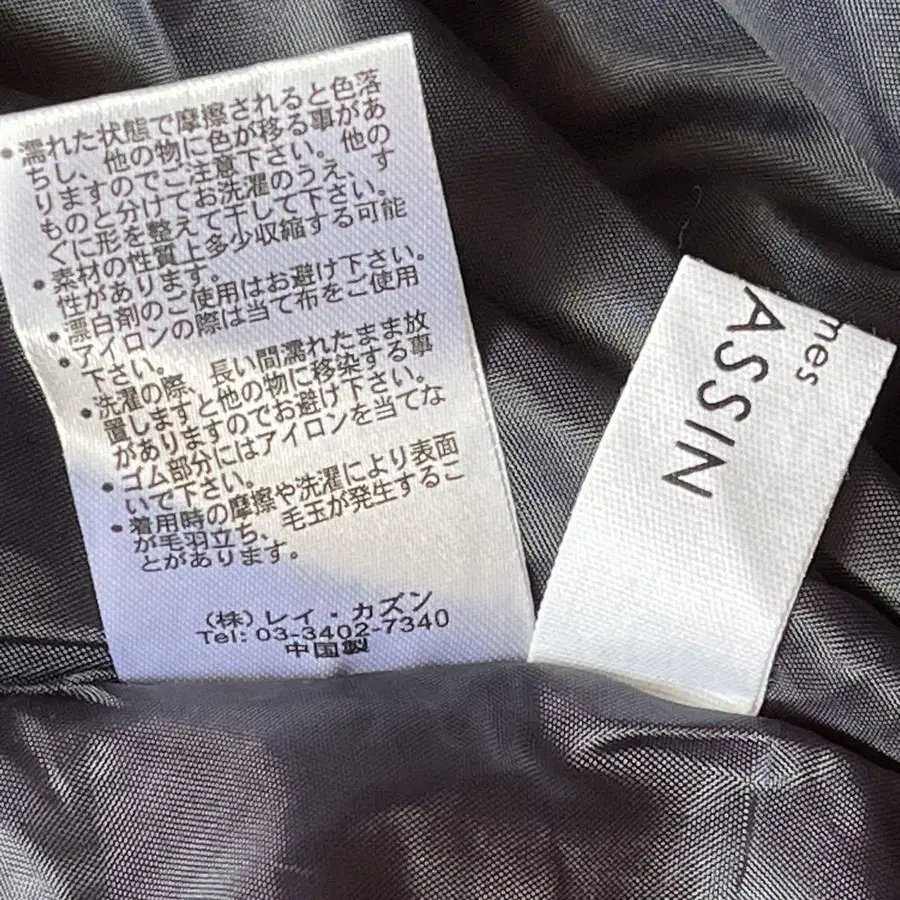 ・濡れた状態で摩擦されると色落
ちし、他の物に色が移る事があ
りますのでご注意下さい。他の
ものと分けてお洗濯のうえ、す
ぐに形を整えて干して下さい。
・素材の性質上多少収縮する可能
性があります。
・漂白剤のご使用はお避け下さい。
・アイロンの際は当て布をご使用
下さい。
・洗濯の際、長い間濡れたまま放
置しますと他の物に移染する事
がありますのでお避け下さい。
・ゴム部分にはアイロンを当てな
いで下さい。
・着用時の摩擦や洗濯により表面
が毛羽立ち、毛玉が発生するこ
とがあります。
(株)レイ・カズン
Tel: 03-3402-7340
中国製
mes
ASSIN